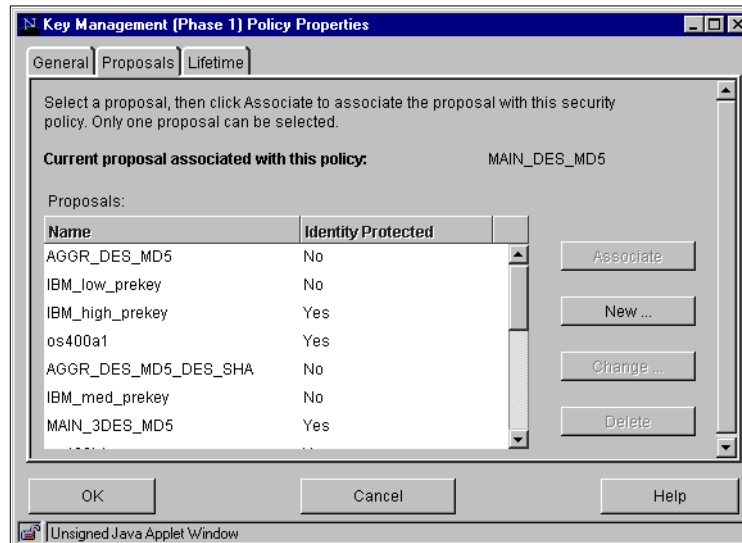 Key Management (Phase 1) Policy Properties
General Proposals Lifetime
Select a proposal, then click Associate to associate the proposal with this security
policy. Only one proposal can be selected.
Current proposal associated with this policy: MAIN_DES_MD5
Proposals:
Name Identity Protected
AGGR_DES_MD5 No
IBM_low_prekey No
IBM_high_prekey Yes
os400a1 Yes
AGGR_DES_MD5_DES_SHA No
IBM_med_prekey No
MAIN_3DES_MD5 Yes
Associate
New ...
Change ...
Delete
OK Cancel Help
Unsigned Java Applet Window